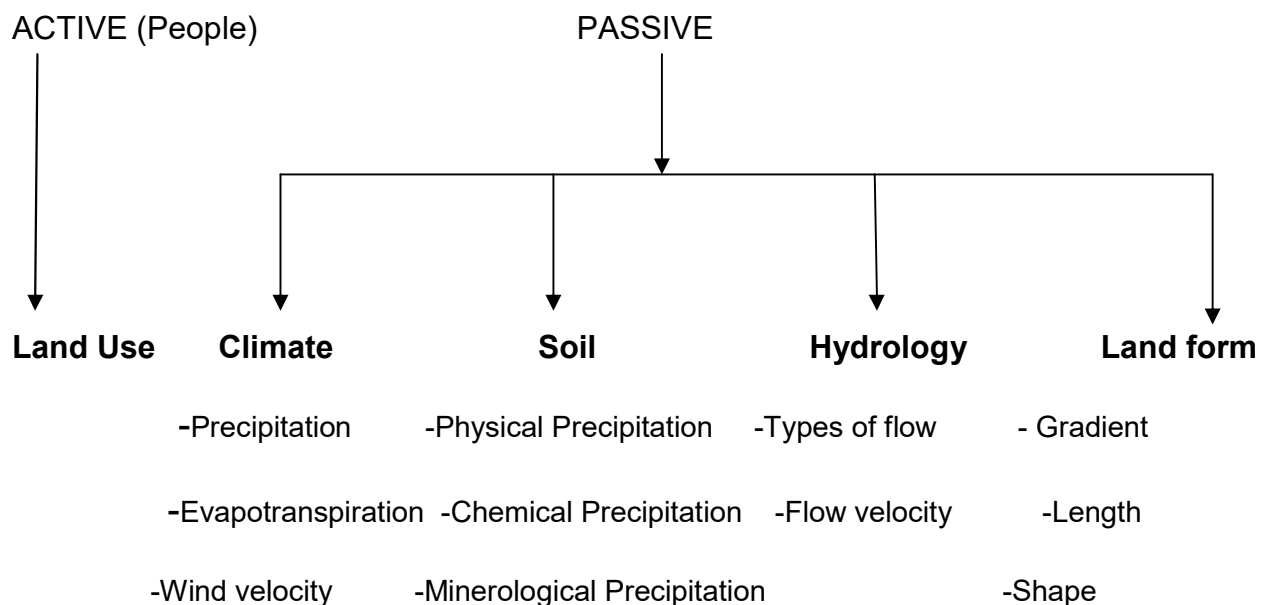 ACTIVE (People) PASSIVE
Land Use Climate Soil Hydrology Land form
-Precipitation -Physical Precipitation -Types of flow - Gradient
-Evapotranspiration -Chemical Precipitation -Flow velocity -Length
-Wind velocity -Minerological Precipitation -Shape